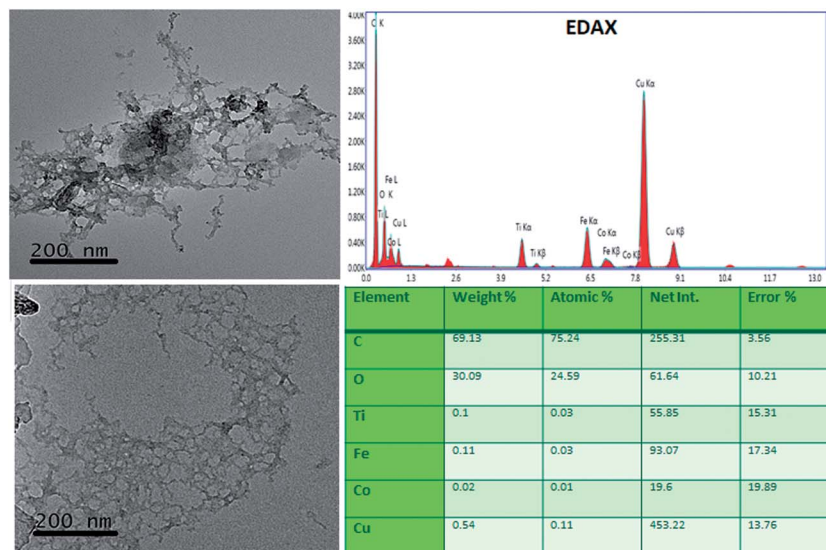 200 nm
200 nm
EDAX
4.00K
3.60K
3.20K
2.80K
2.40K
2.00K
1.60K
1.20K
0.80K
0.40K
0.00K
C K
Fe L
O K
Ti L
Cu L
Co L
Ti Kα
Ti Kβ
Fe Kα
Co Kα
Fe Kβ
Co Kβ
Cu Kα
Cu Kβ
0.0 1.3 2.6 3.9 5.2 6.5 7.8 9.1 10.4 11.7 13.0
Element Weight % Atomic % Net Int. Error %
C 69.13 75.24 255.31 3.56
O 30.09 24.59 61.64 10.21
Ti 0.1 0.03 55.85 15.31
Fe 0.11 0.03 93.07 17.34
Co 0.02 0.01 19.6 19.89
Cu 0.54 0.11 453.22 13.76